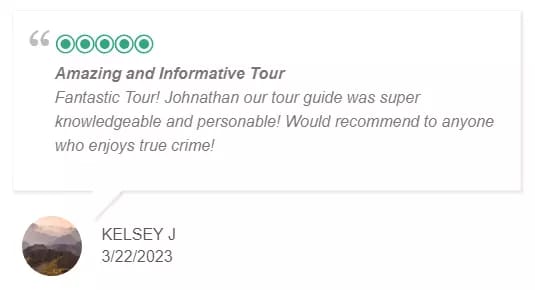 Amazing and Informative Tour
Fantastic Tour! Johnathan our tour guide was super
knowledgeable and personable! Would recommend to anyone
who enjoys true crime!
KELSEY J
3/22/2023